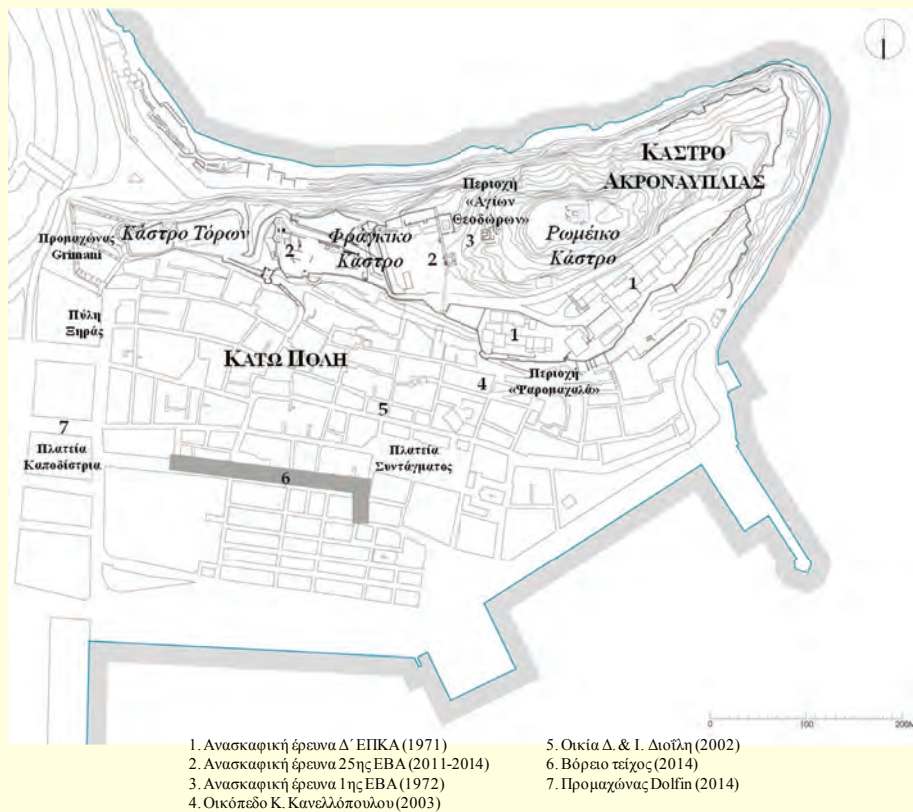 ΚΑΣΤΡΟ
ΑΚΡΟΝΑΥΠΛΙΑΣ
Περιοχή
«Αγίων
Θεοδώρων»
3
Ρωμέικο
Κάστρο
1
Κάστρο Τόρων
Φράγκικο
Κάστρο
2
2
Προμαχώνας
Grimani
Πύλη
Ξηράς
ΚΑΤΩ ΠΟΛΗ
1
Περιοχή
«Ψαρομαχαλά»
4
5
7
Πλατεία
Καποδίστρια
Πλατεία
Συντάγματος
6
0 100 200M
1. Ανασκαφική έρευνα Δ΄ ΕΠΚΑ (1971)
2. Ανασκαφική έρευνα 25ης ΕΒΑ (2011-2014)
3. Ανασκαφική έρευνα 1ης ΕΒΑ (1972)
4. Οικόπεδο Κ. Κανελλόπουλου (2003)
5. Οικία Δ. & Ι. Διοΐλη (2002)
6. Βόρειο τείχος (2014)
7. Προμαχώνας Dolfin (2014)